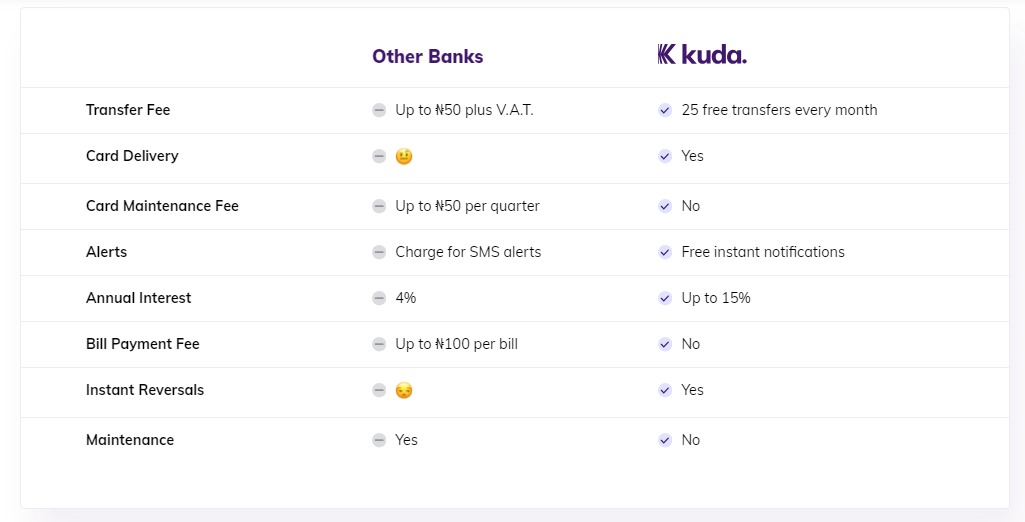 Other Banks kuda.
Transfer Fee Up to ₦50 plus V.A.T. 25 free transfers every month
Card Delivery 🤨 Yes
Card Maintenance Fee Up to ₦50 per quarter No
Alerts Charge for SMS alerts Free instant notifications
Annual Interest 4% Up to 15%
Bill Payment Fee Up to ₦100 per bill No
Instant Reversals 😒 Yes
Maintenance Yes No